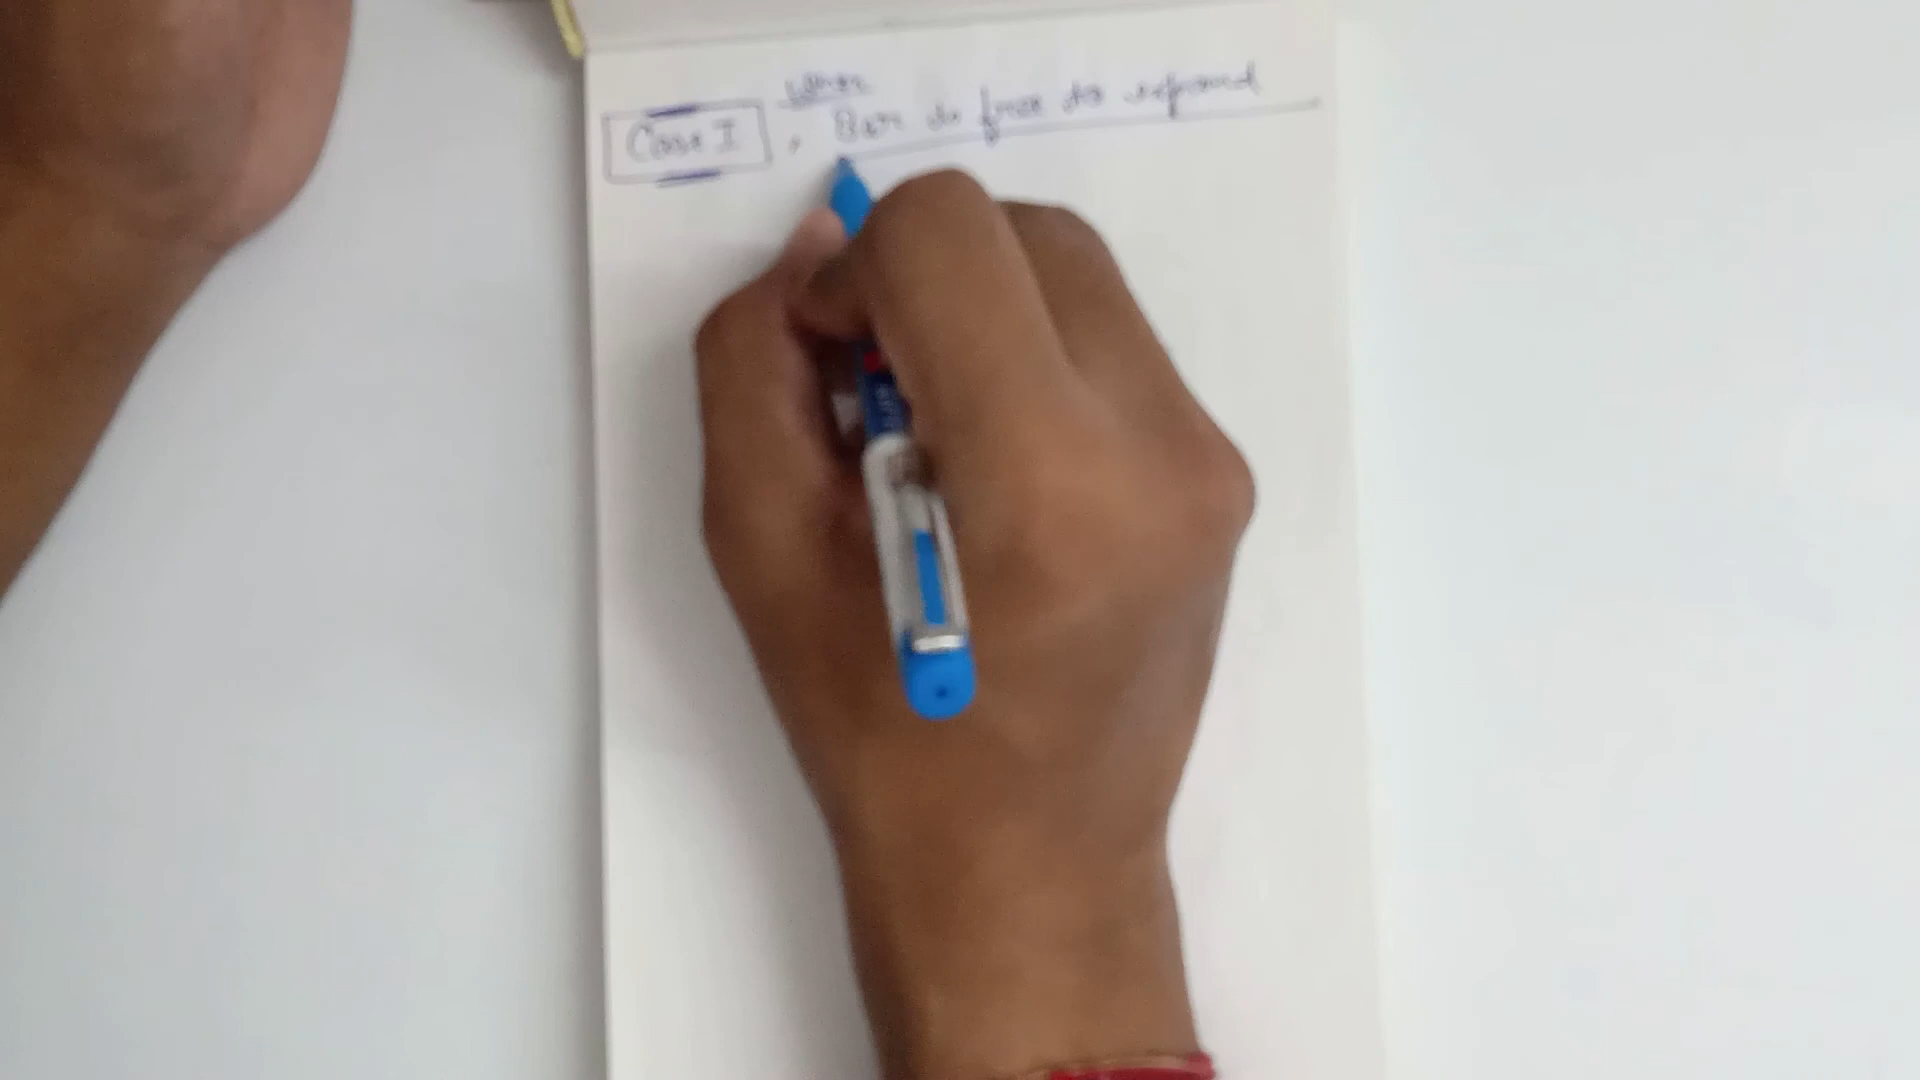 when
Case I , Bar is free to expand